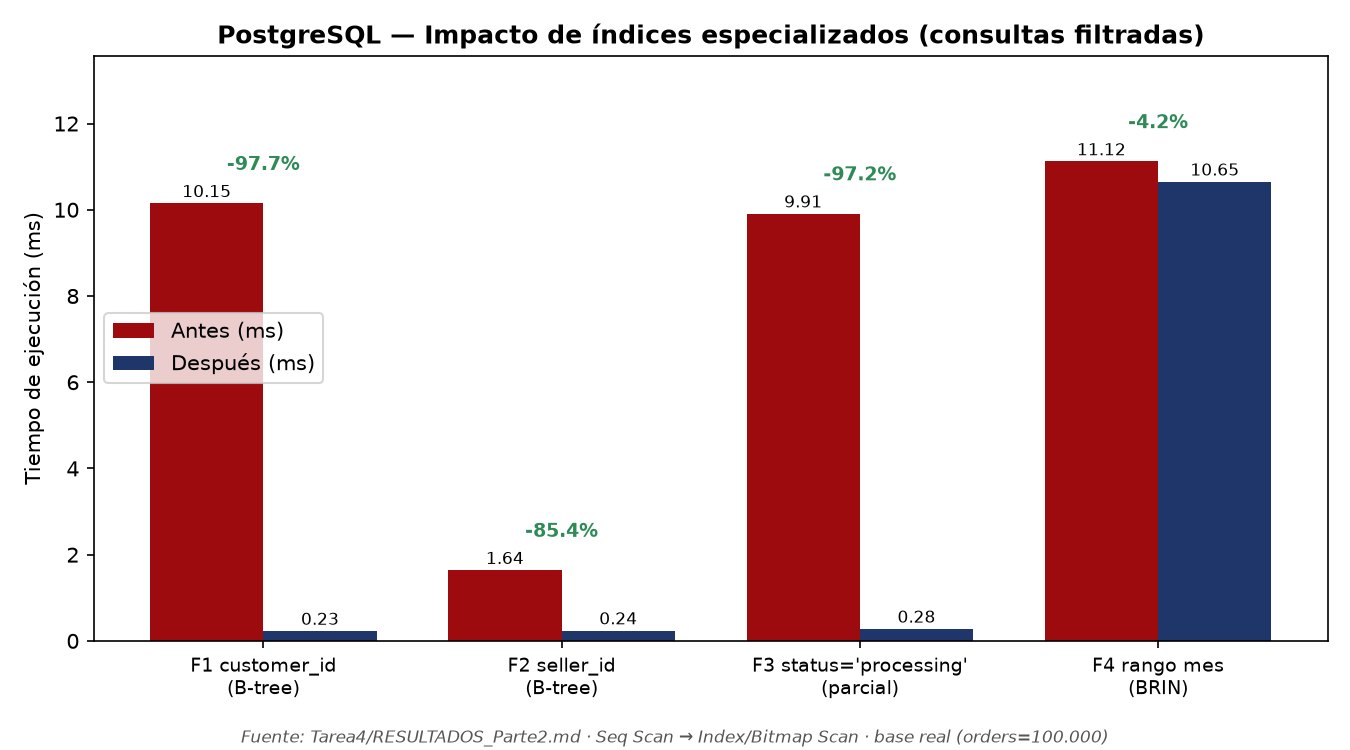 PostgreSQL — Impacto de índices especializados (consultas filtradas)
Tiempo de ejecución (ms)
12
10
8
6
4
2
0
-97.7%
10.15
0.23
-85.4%
1.64
0.24
-97.2%
9.91
0.28
-4.2%
11.12
10.65
Antes (ms)
Después (ms)
F1 customer_id
(B-tree)
F2 seller_id
(B-tree)
F3 status='processing'
(parcial)
F4 rango mes
(BRIN)
Fuente: Tarea4/RESULTADOS_Parte2.md · Seq Scan → Index/Bitmap Scan · base real (orders=100.000)